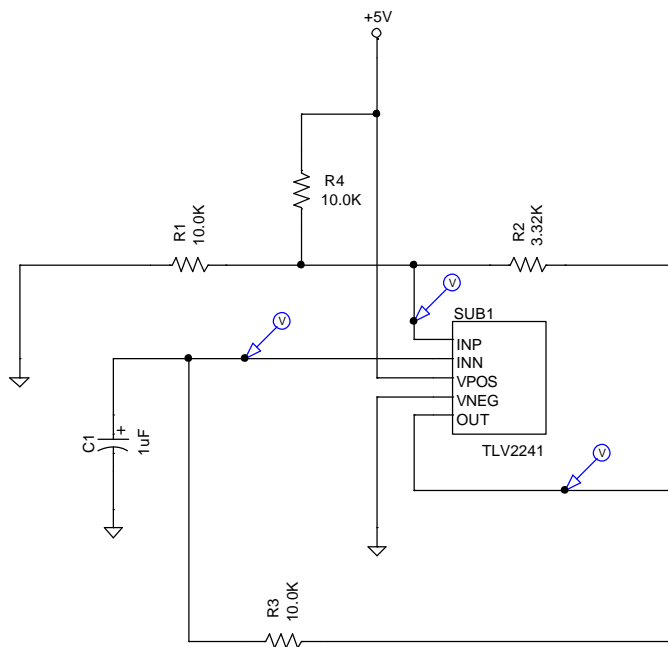 +5V
R4
10.0K
R1
10.0K
R2
3.32K
V
V
SUB1
INP
INN
VPOS
VNEG
OUT
TLV2241
C1
+
1uF
V
R3
10.0K